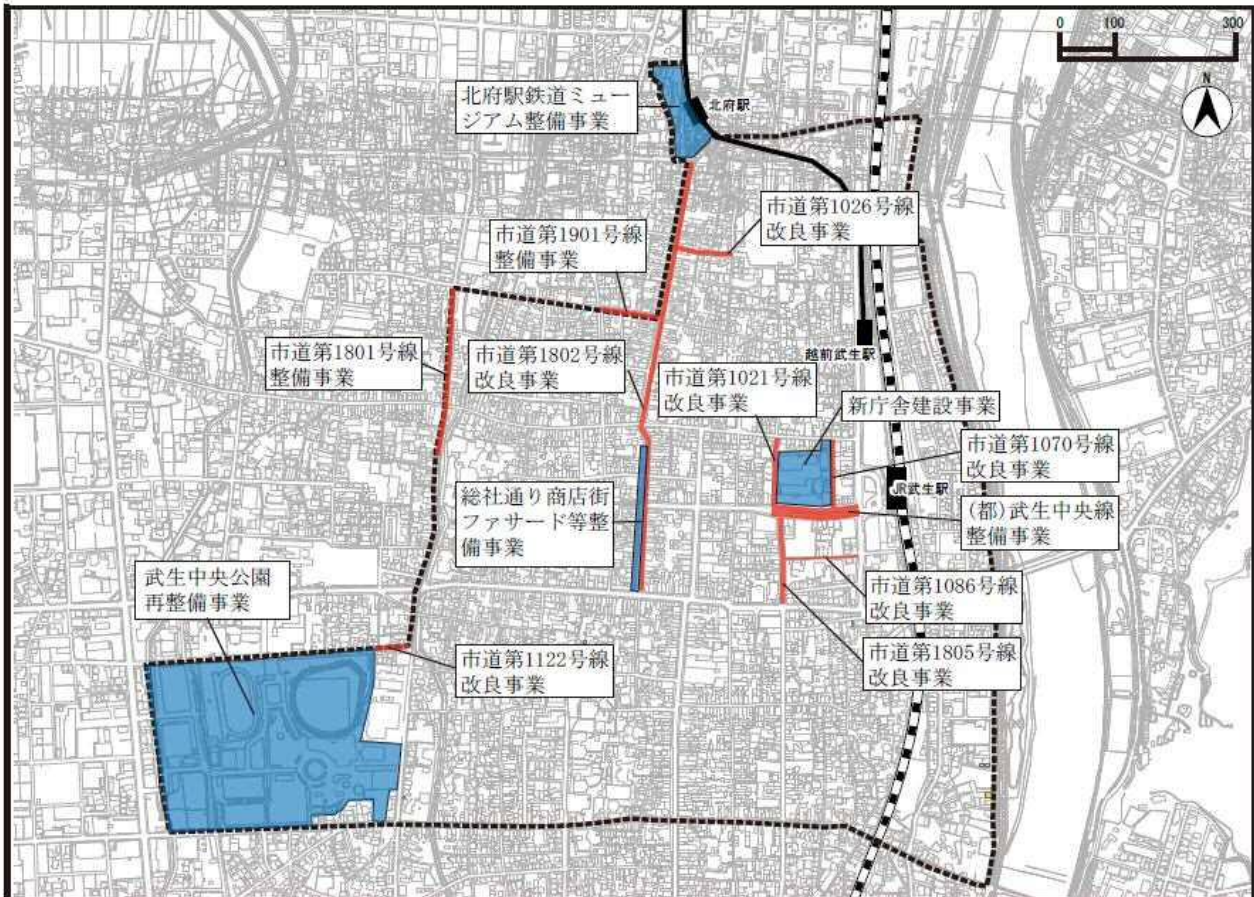 0 100 300
N
北府駅鉄道ミュー
ジアム整備事業
北府駅
市道第1026号線
改良事業
市道第1901号線
整備事業
市道第1801号線
整備事業
市道第1802号線
改良事業
越前武生駅
市道第1021号線
改良事業
新庁舎建設事業
市道第1070号線
改良事業
JR武生駅
総社通り商店街
ファサード等整
備事業
(都)武生中央線
整備事業
武生中央公園
再整備事業
市道第1086号線
改良事業
市道第1122号線
改良事業
市道第1805号線
改良事業